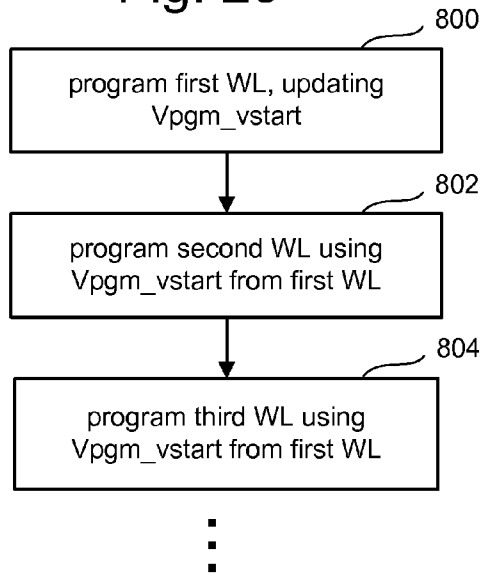 800
program first WL, updating
Vpgm_vstart
802
program second WL using
Vpgm_vstart from first WL
804
program third WL using
Vpgm_vstart from first WL